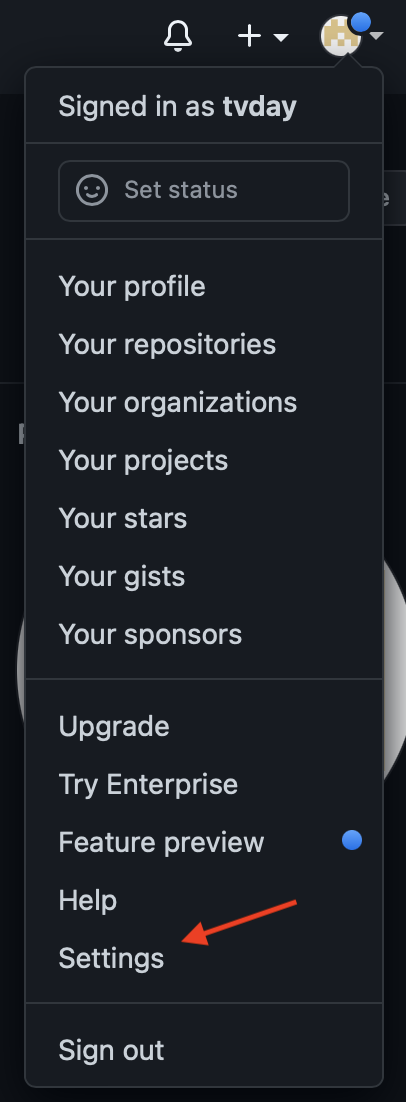 Signed in as tvday
Set status
Your profile
Your repositories
Your organizations
Your projects
Your stars
Your gists
Your sponsors
Upgrade
Try Enterprise
Feature preview
Help
Settings
Sign out